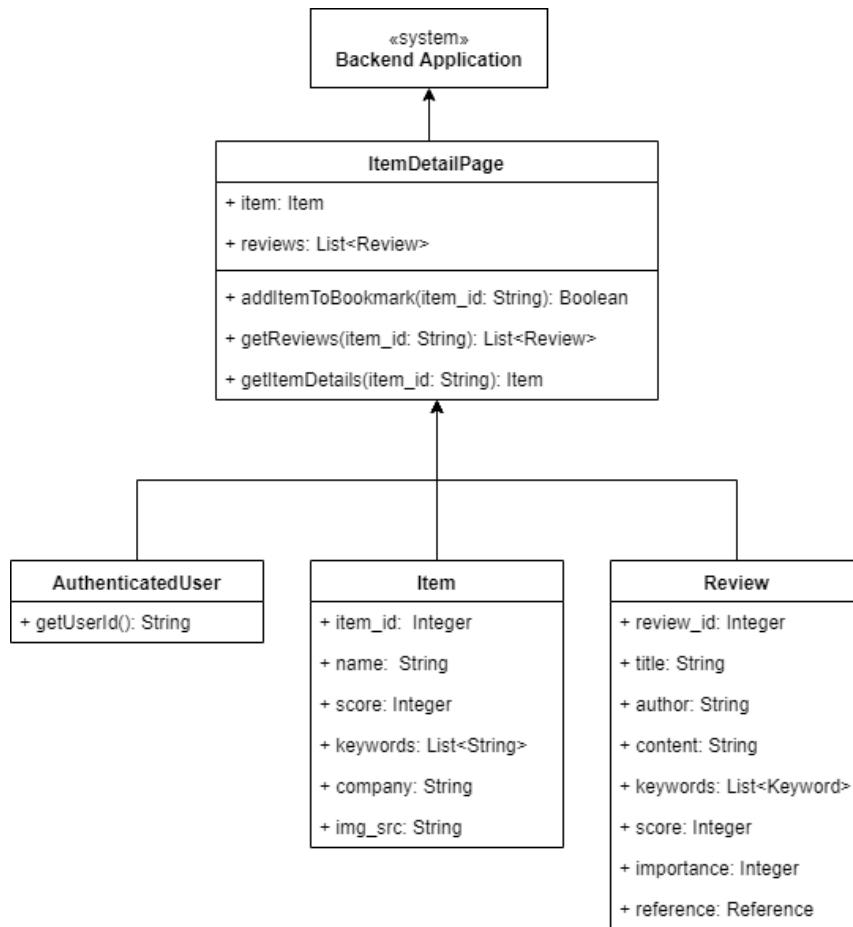 «system»
Backend Application
ItemDetailPage
+ item: Item
+ reviews: List<Review>
+ addItemToBookmark(item_id: String): Boolean
+ getReviews(item_id: String): List<Review>
+ getItemDetails(item_id: String): Item
AuthenticatedUser
+ getUserId(): String
Item
+ item_id:  Integer
+ name:  String
+ score: Integer
+ keywords: List<String>
+ company: String
+ img_src: String
Review
+ review_id: Integer
+ title: String
+ author: String
+ content: String
+ keywords: List<Keyword>
+ score: Integer
+ importance: Integer
+ reference: Reference